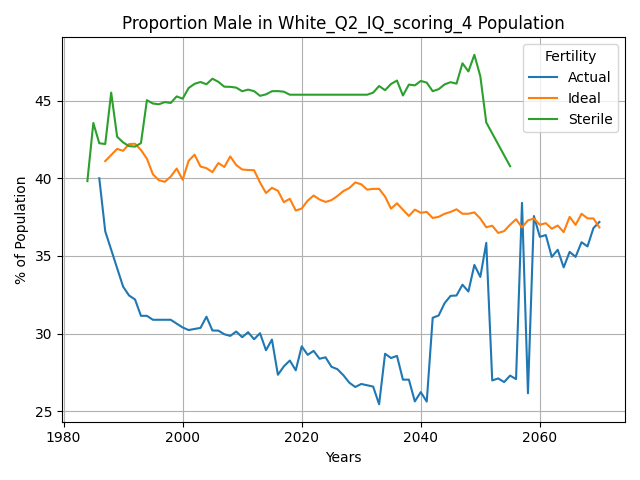 Proportion Male in White_Q2_IQ_scoring_4 Population
Fertility
Actual
Ideal
Sterile
% of Population
45
40
35
30
25
1980
2000
2020
2040
2060
Years